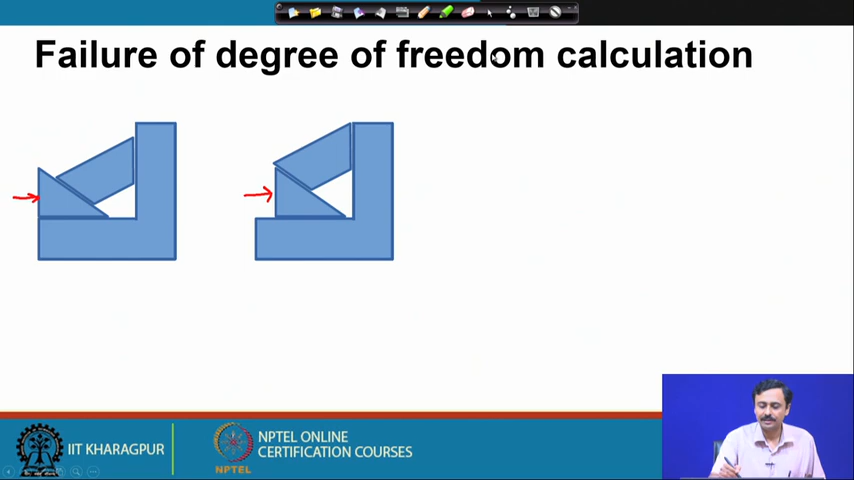 Failure of degree of freedom calculation
IIT KHARAGPUR
NPTEL ONLINE
CERTIFICATION COURSES
NPTEL